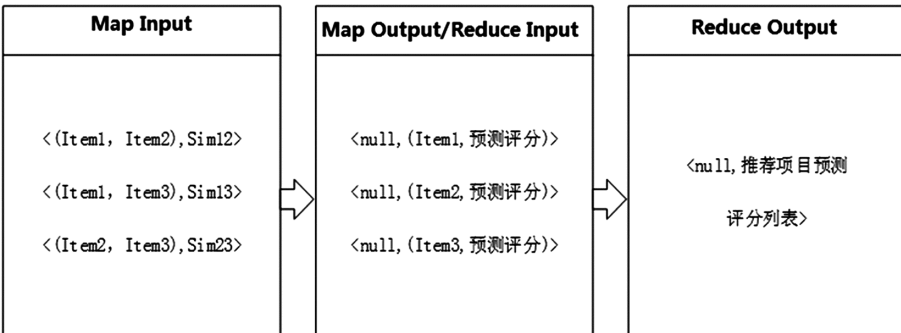 Map Input
<(Item1, Item2),Sim12>
<(Item1, Item3),Sim13>
<(Item2, Item3),Sim23>
Map Output/Reduce Input
<null,(Item1,预测评分)>
<null,(Item2,预测评分)>
<null,(Item3,预测评分)>
Reduce Output
<null,推荐项目预测
评分列表>